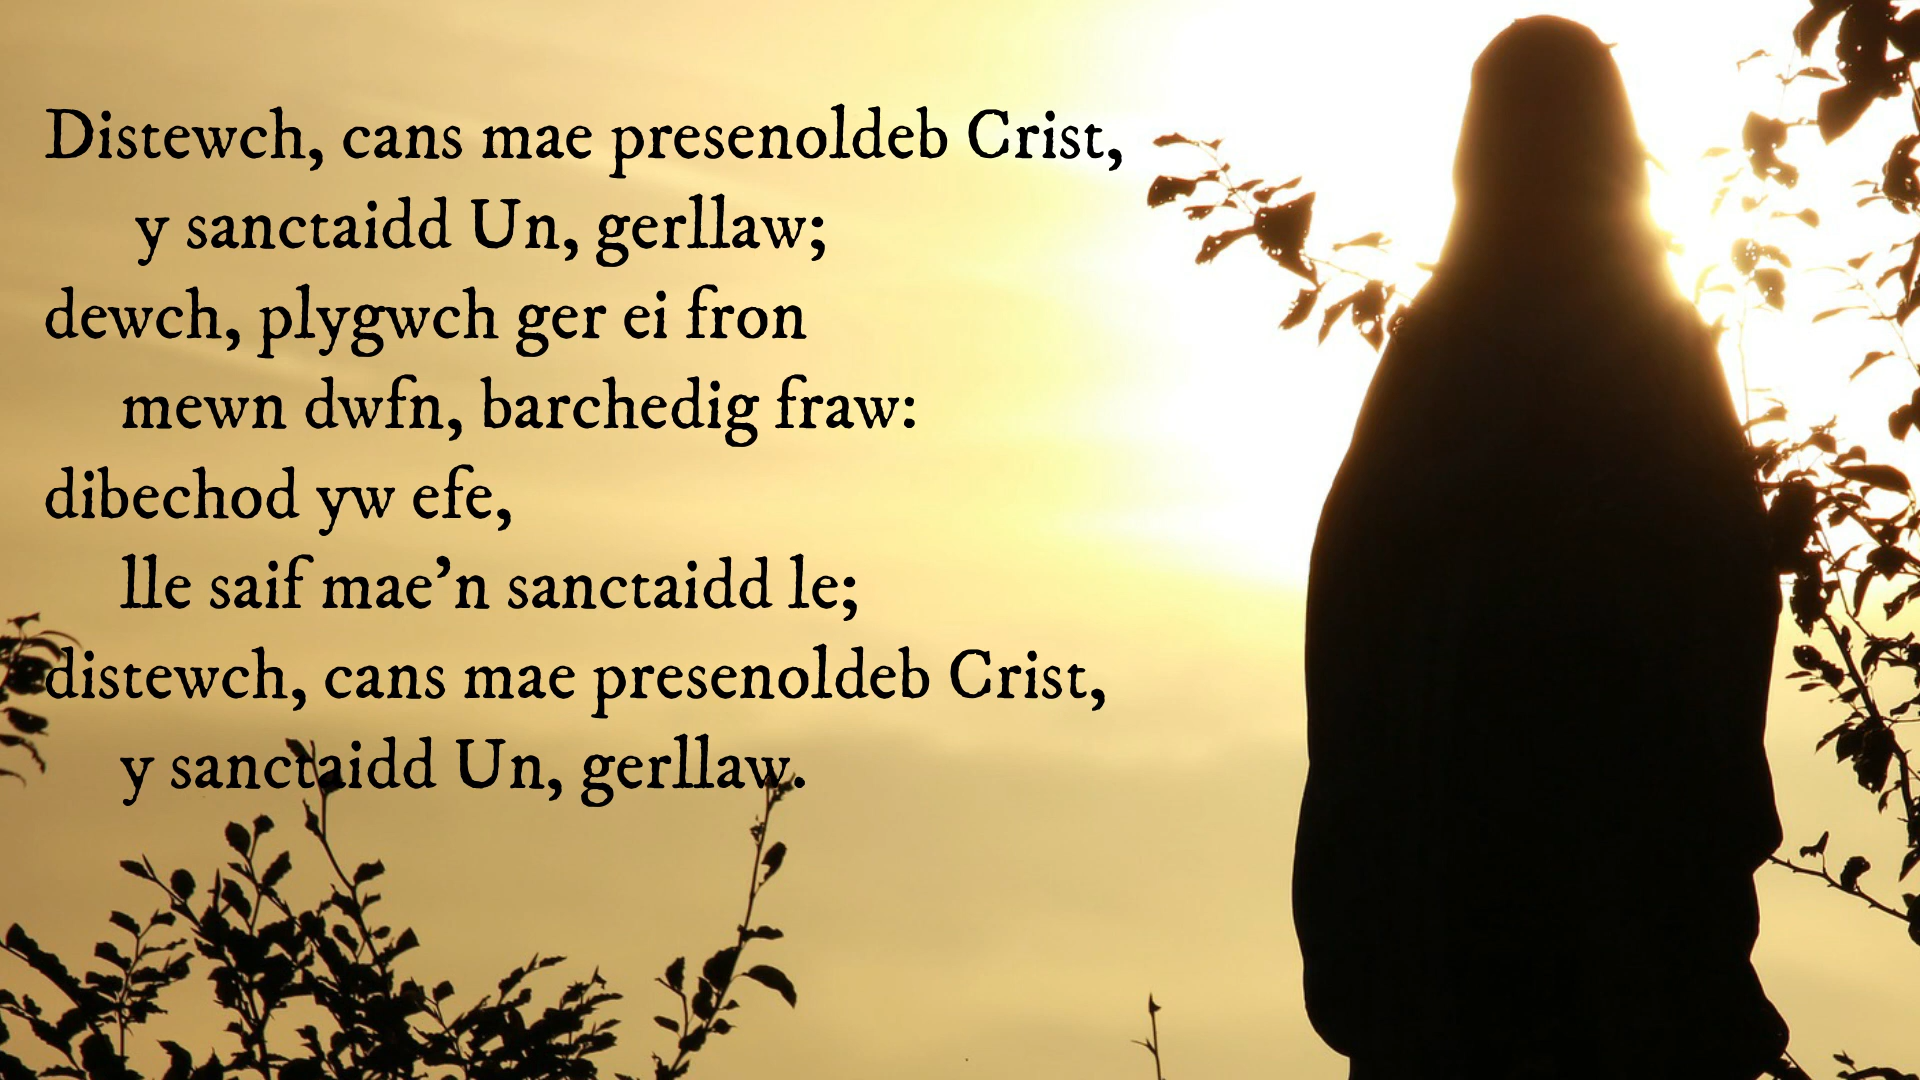 Distewch, cans mae presenoldeb Crist,
y sanctaidd Un, gerllaw;
dewch, plygwch ger ei fron
mewn dwfn, barchedig fraw:
dibechod yw efe,
lle saif mae’n sanctaidd le;
distewch, cans mae presenoldeb Crist,
y sanctaidd Un, gerllaw.